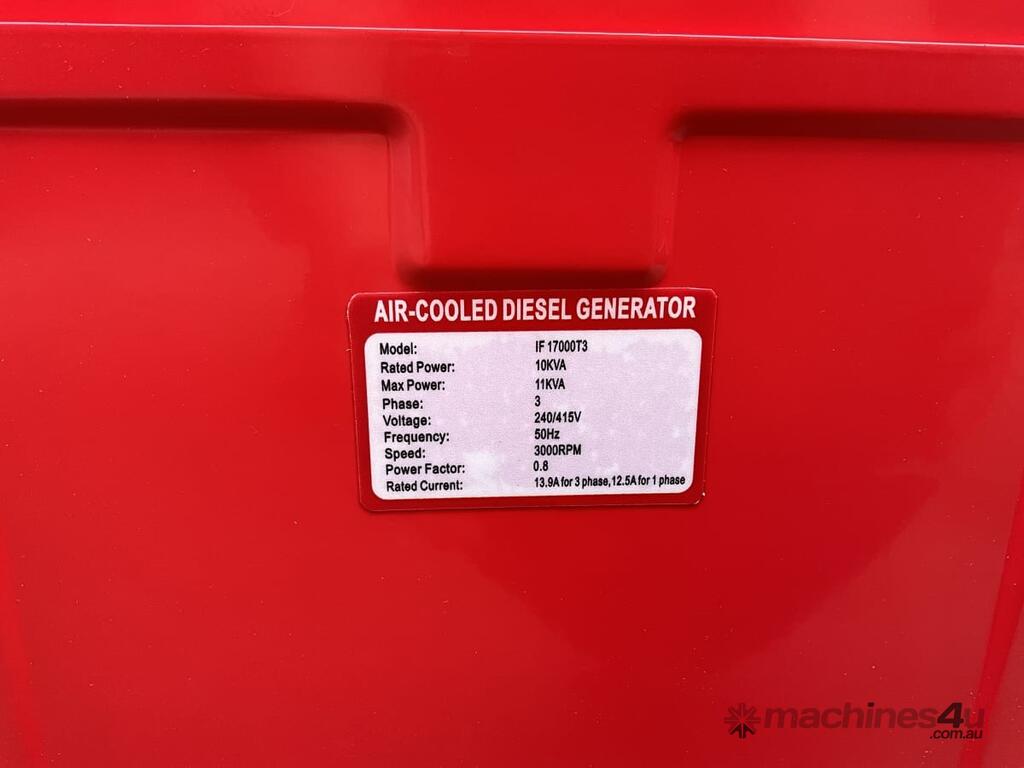 AIR-COOLED DIESEL GENERATOR
Model: IF 17000T3
Rated Power: 10KVA
Max Power: 11KVA
Phase: 3
Voltage: 240/415V
Frequency: 50Hz
Speed: 3000RPM
Power Factor: 0.8
Rated Current: 13.9A for 3 phase,12.5A for 1 phase
machines4u
.com.au